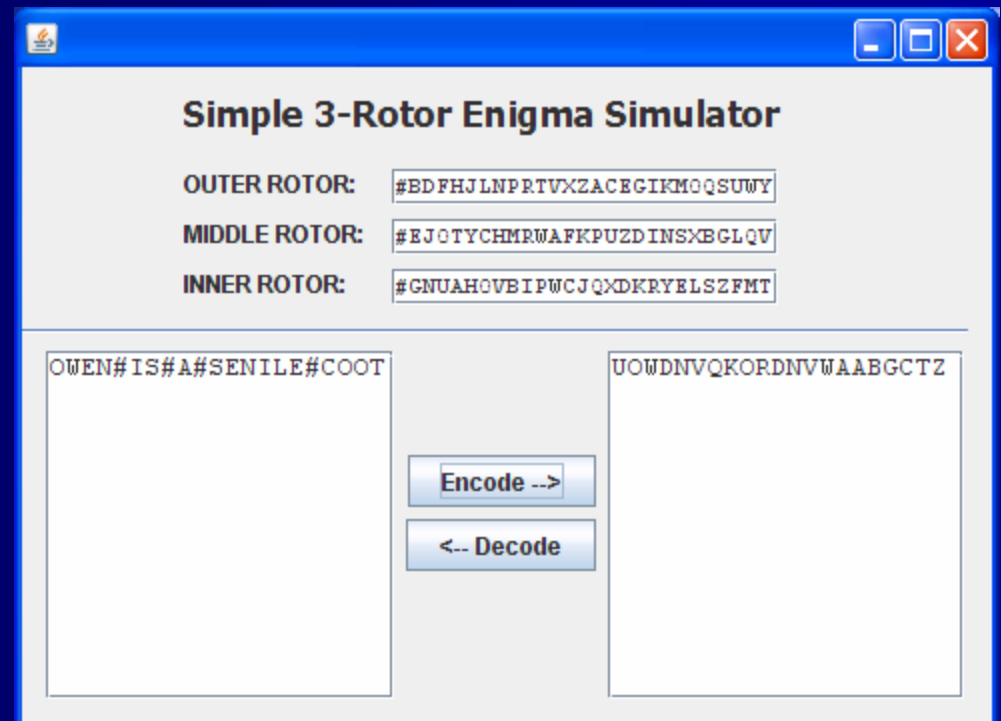 Simple 3-Rotor Enigma Simulator
OUTER ROTOR: #BDFHJLNPRTVXZACEGIKMOQSUWY
MIDDLE ROTOR: #EJOTYCHMRWAFKPUZDINSXBGLQV
INNER ROTOR: #GNUAHOVBIPWCJQXDKRYELSZFMT
OWEN#IS#A#SENILE#COOT
UOWDNVQKORDNVWAABGCTZ
Encode -->
<-- Decode